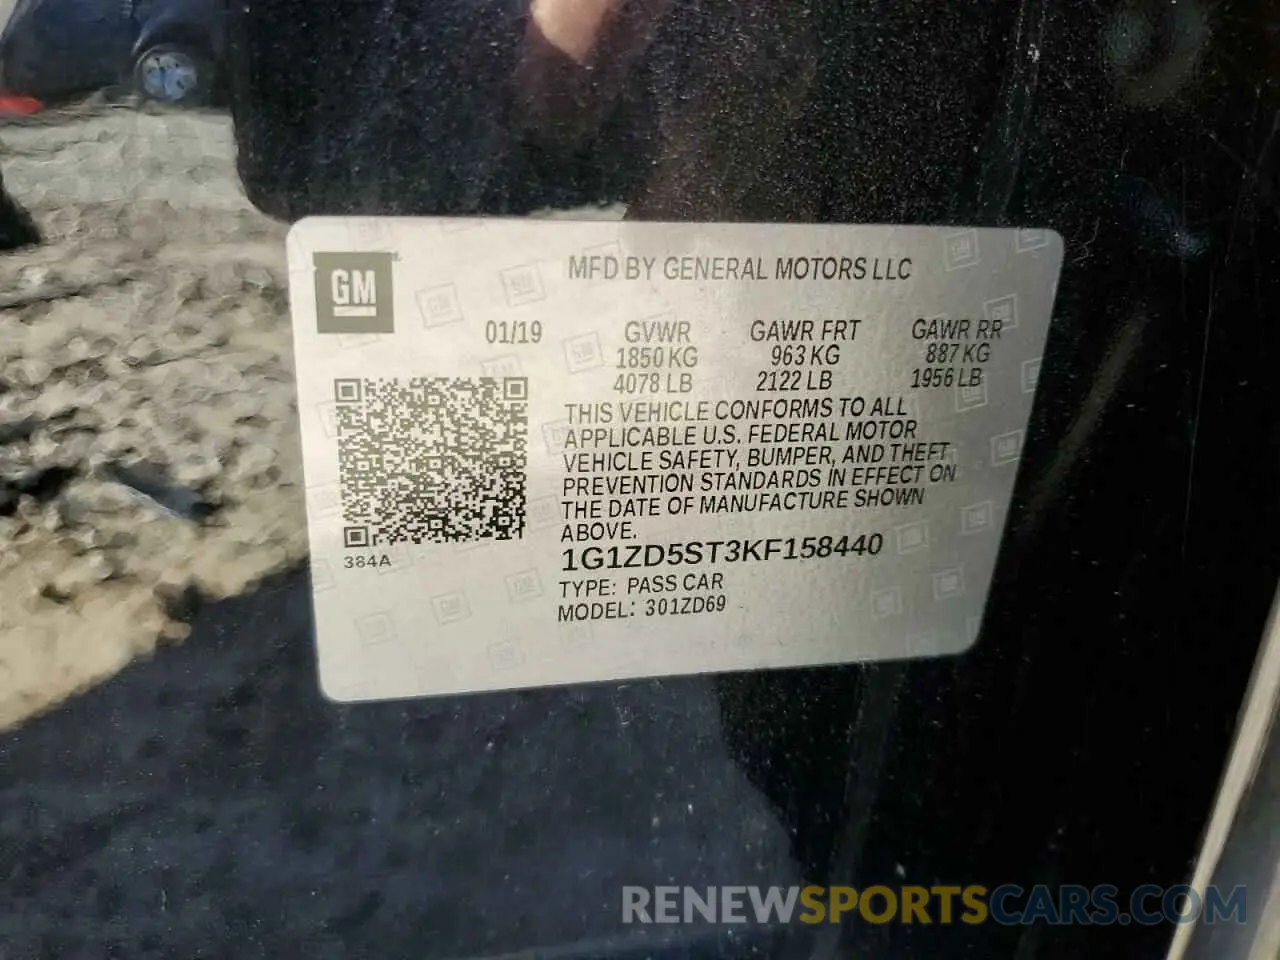 GM
MFD BY GENERAL MOTORS LLC
01/19 GVWR GAWR FRT GAWR RR
1850 KG 963 KG 887 KG
4078 LB 2122 LB 1956 LB
THIS VEHICLE CONFORMS TO ALL
APPLICABLE U.S. FEDERAL MOTOR
VEHICLE SAFETY, BUMPER, AND THEFT
PREVENTION STANDARDS IN EFFECT ON
THE DATE OF MANUFACTURE SHOWN
ABOVE.
384A
1G1ZD5ST3KF158440
TYPE: PASS CAR
MODEL: 301ZD69
RENEWSPORTSCARS.COM